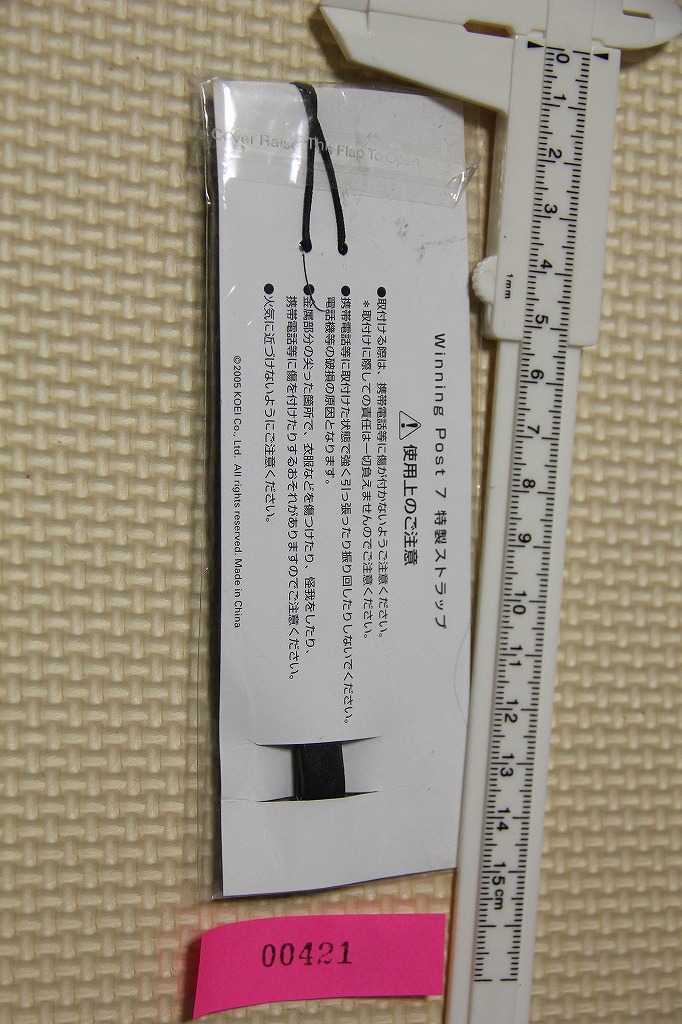 Cover Raise The Flap To Open.
Winning Post 7 特製ストラップ
使用上のご注意
●取付ける際は、携帯電話等に傷が付かないようご注意ください。
＊取付けに際しての責任は一切負えませんのでご注意ください。
●携帯電話等に取付けた状態で強く引っ張ったり振り回したりしないでください。
電話機等の破損の原因となります。
●金属部分の尖った箇所で、衣服などを傷つけたり、怪我をしたり、
携帯電話等に傷を付けたりするおそれがありますのでご注意ください。
●火気に近づけないようにご注意ください。
©2005 KOEI Co., Ltd. All rights reserved. Made in China
0
1
2
3
4
1mm
5
6
7
8
9
10
11
12
13
14
15cm
00421